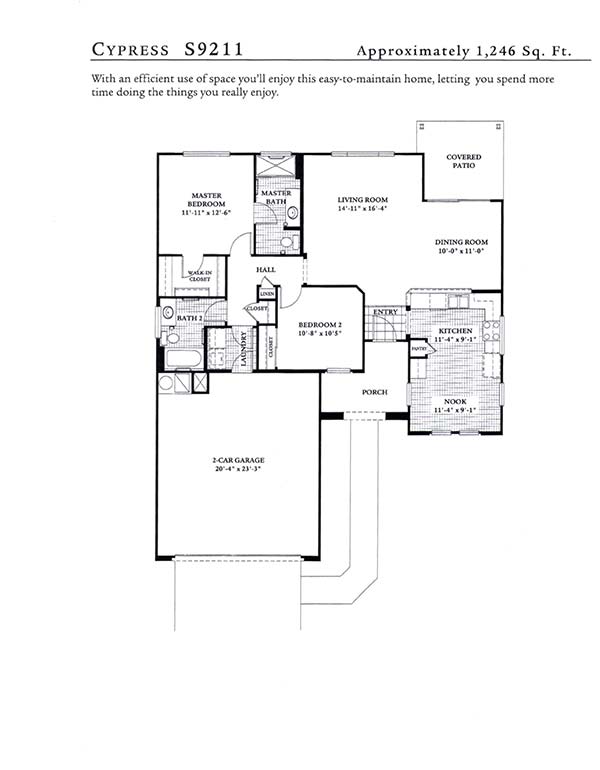 CYPRESS S9211
Approximately 1,246 Sq. Ft.
With an efficient use of space you'll enjoy this easy-to-maintain home, letting you spend more
time doing the things you really enjoy.
COVERED
PATIO
MASTER
BEDROOM
11'-11" x 12'-6"
MASTER
BATH
LIVING ROOM
14'-11" x 16'-4"
DINING ROOM
10'-0" x 11'-0"
HALL
WALK-IN
CLOSET
LINEN
CLOSET
BATH 2
ENTRY
BEDROOM 2
10'-8" x 10'5"
KITCHEN
11'-4" x 9'-1"
LAUNDRY
CLOSET
PANTRY
PORCH
NOOK
11'-4" x 9'-1"
2-CAR GARAGE
20'-4" x 23'-3"